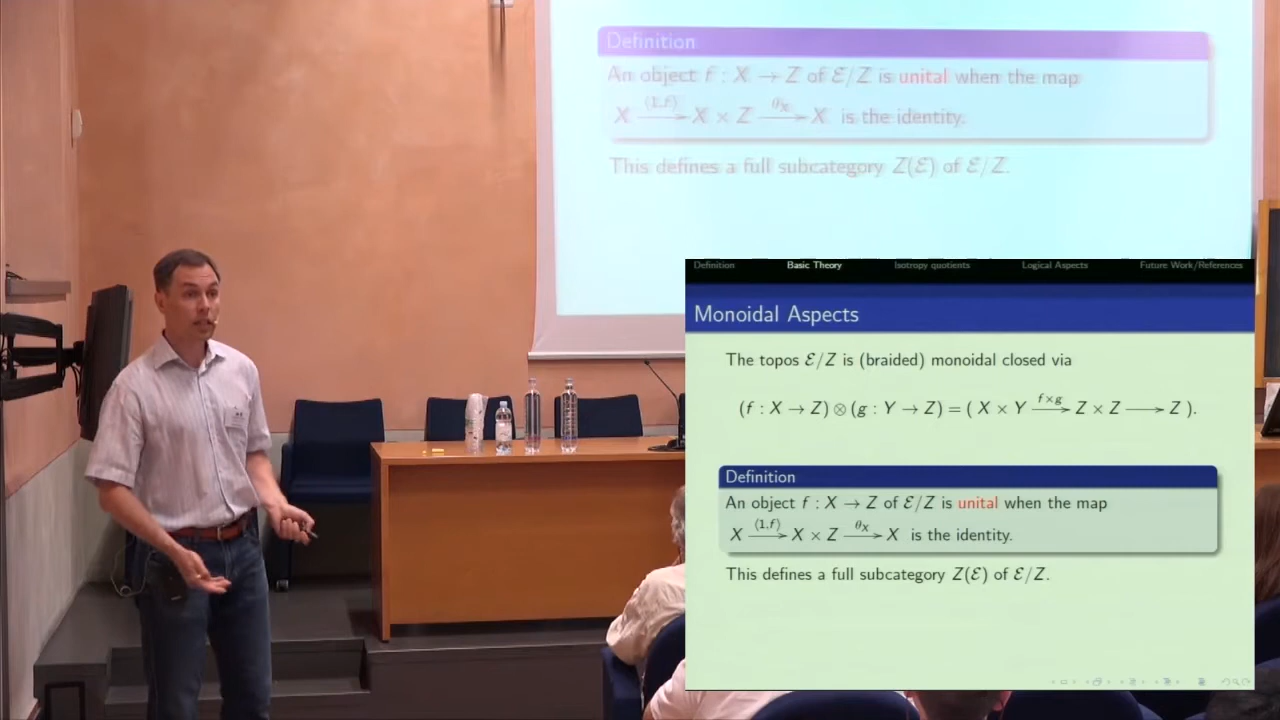 Definition
An object f : X → Z of ℰ/Z is unital when the map
X —(1,f)→ X × Z —θ_X→ X is the identity.
This defines a full subcategory Z(ℰ) of ℰ/Z.
Definition Basic Theory Isotropy quotients Logical Aspects Future Work/References
Monoidal Aspects
The topos ℰ/Z is (braided) monoidal closed via
(f : X → Z) ⊗ (g : Y → Z) = ( X × Y —f×g→ Z × Z ⟶ Z ).
Definition
An object f : X → Z of ℰ/Z is unital when the map
X —(1,f)→ X × Z —θ_X→ X is the identity.
This defines a full subcategory Z(ℰ) of ℰ/Z.